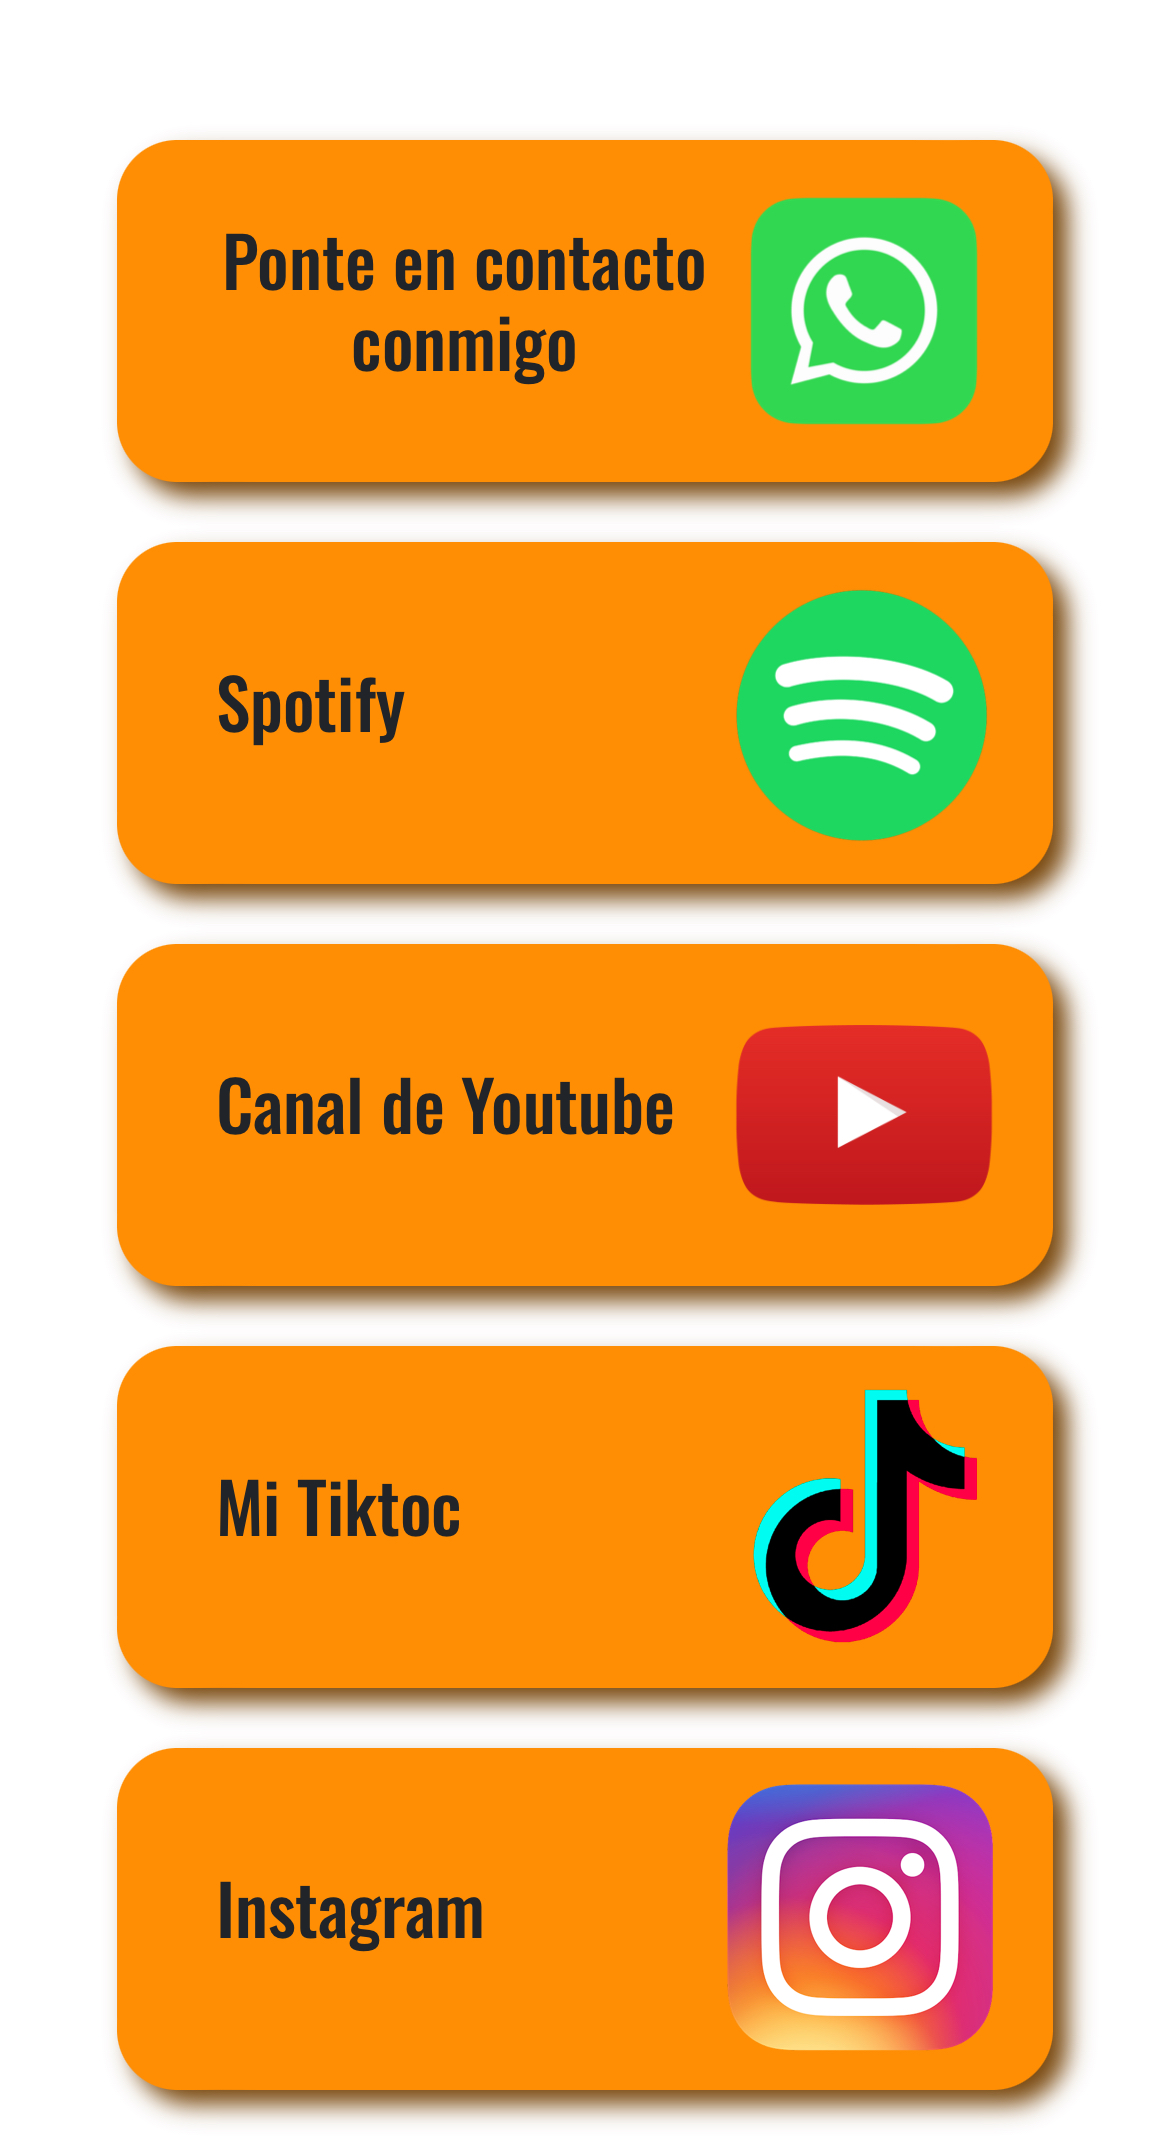 Ponte en contacto
conmigo
Spotify
Canal de Youtube
Mi Tiktoc
Instagram